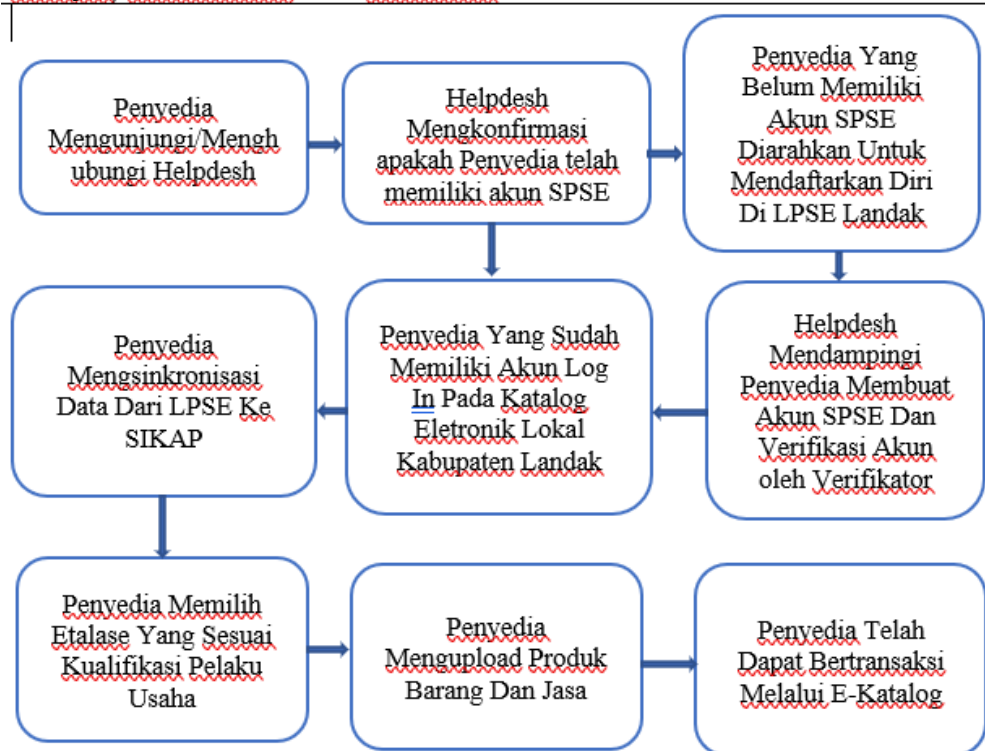 Penyedia
Mengunjungi/Mengh
ubungi Helpdesh
Helpdesh
Mengkonfirmasi
apakah Penyedia telah
memiliki akun SPSE
Penyedia Yang
Belum Memiliki
Akun SPSE
Diarahkan Untuk
Mendaftarkan Diri
Di LPSE Landak
Helpdesh
Mendampingi
Penyedia Membuat
Akun SPSE Dan
Verifikasi Akun
oleh Verifikator
Penyedia Yang Sudah
Memiliki Akun Log
In Pada Katalog
Eletronik Lokal
Kabupaten Landak
Penyedia
Mengsinkronisasi
Data Dari LPSE Ke
SIKAP
Penyedia Memilih
Etalase Yang Sesuai
Kualifikasi Pelaku
Usaha
Penyedia
Mengupload Produk
Barang Dan Jasa
Penyedia Telah
Dapat Bertransaksi
Melalui E-Katalog